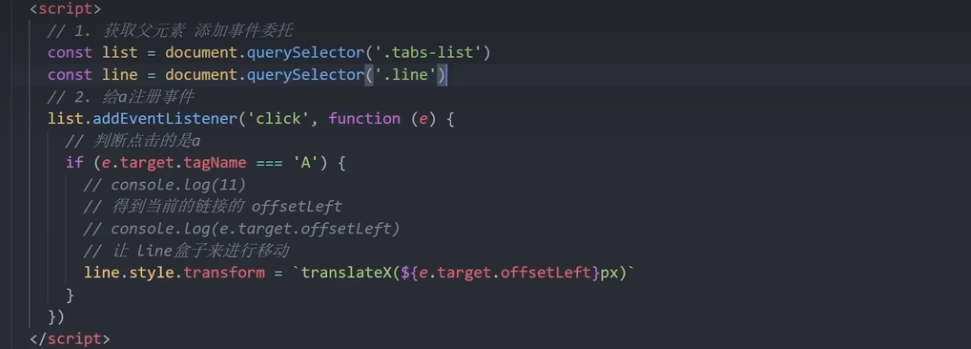 <script>
// 1. 获取父元素 添加事件委托
const list = document.querySelector('.tabs-list')
const line = document.querySelector('.line')
// 2. 给a注册事件
list.addEventListener('click', function (e) {
// 判断点击的是a
if (e.target.tagName === 'A') {
// console.log(11)
// 得到当前的链接的 offsetLeft
// console.log(e.target.offsetLeft)
// 让 line盒子来进行移动
line.style.transform = `translateX(${e.target.offsetLeft}px)`
}
})
</script>